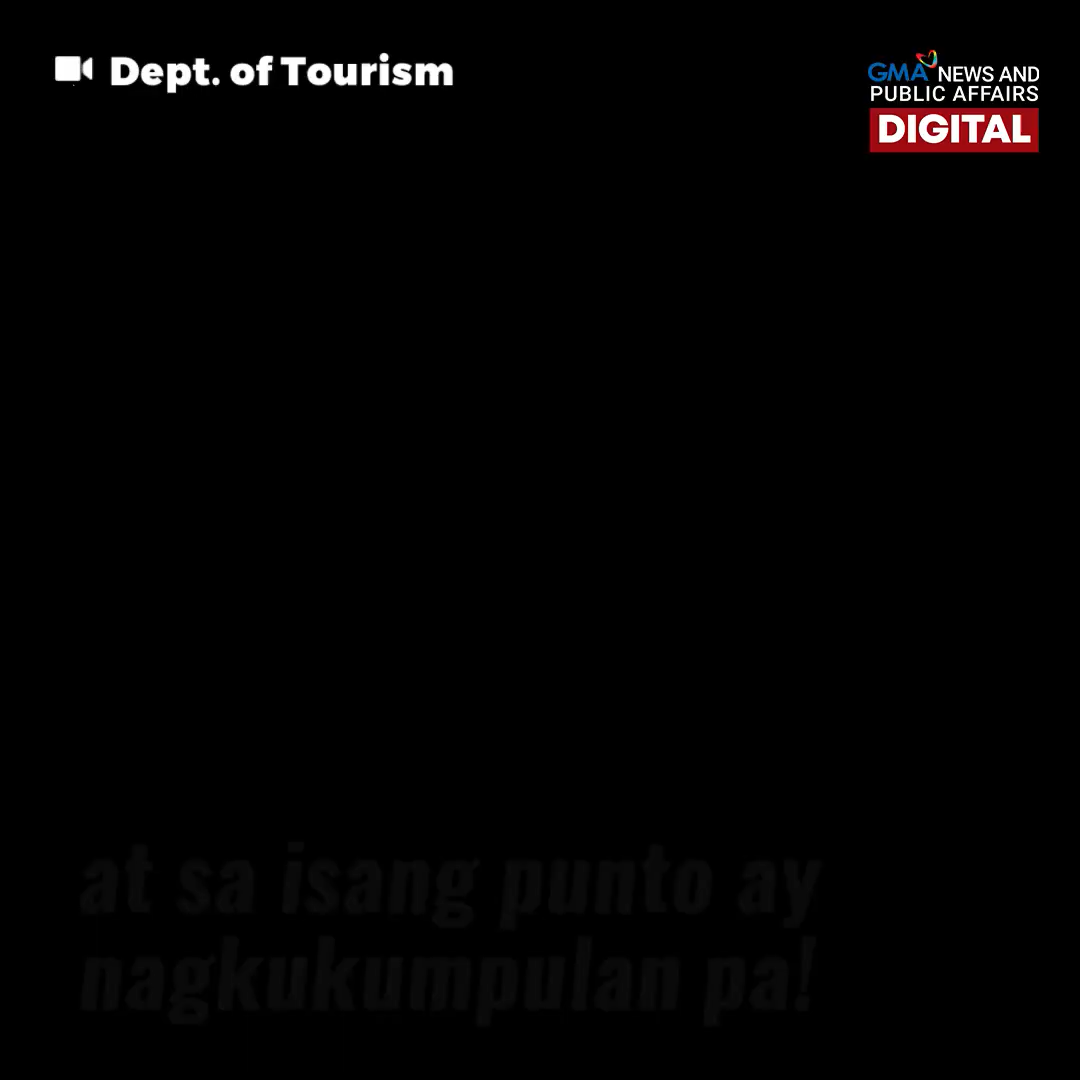 Dept. of Tourism
GMA NEWS AND
PUBLIC AFFAIRS
DIGITAL
at sa isang punto ay
nagkukumpulan pa!